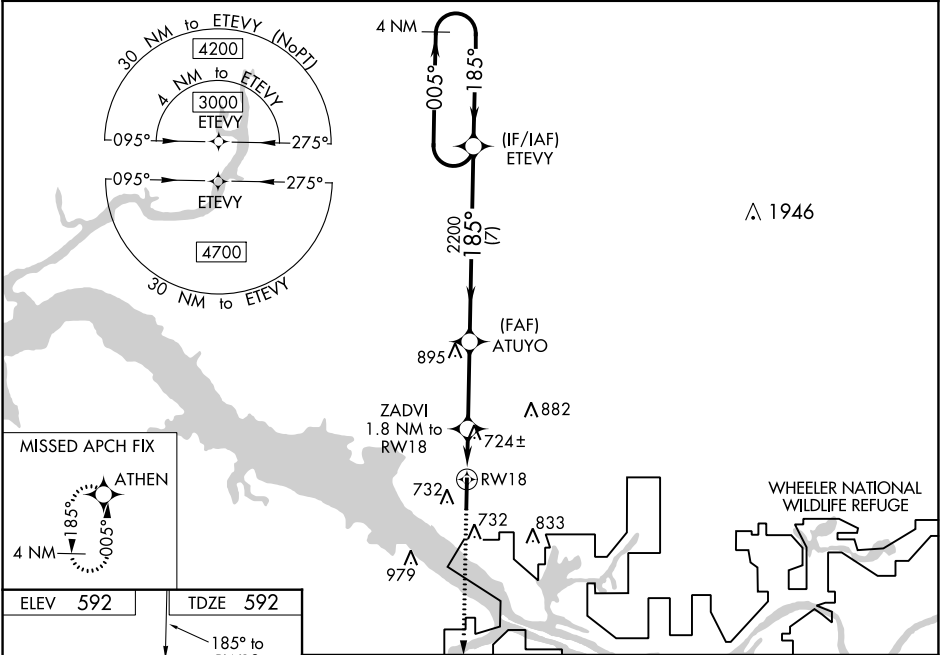 30 NM to ETEVY (NoPT)
4200
4 NM to ETEVY
3000
ETEVY
095°
275°
095°
275°
ETEVY
4700
30 NM to ETEVY
4 NM
005°
185°
(IF/IAF)
ETEVY
1946
2200
185°
(7)
(FAF)
ATUYO
895
882
ZADVI
1.8 NM to
RW18
724±
RW18
732
732
833
979
WHEELER NATIONAL
WILDLIFE REFUGE
MISSED APCH FIX
ATHEN
185°
005°
4 NM
ELEV 592
TDZE 592
185° to